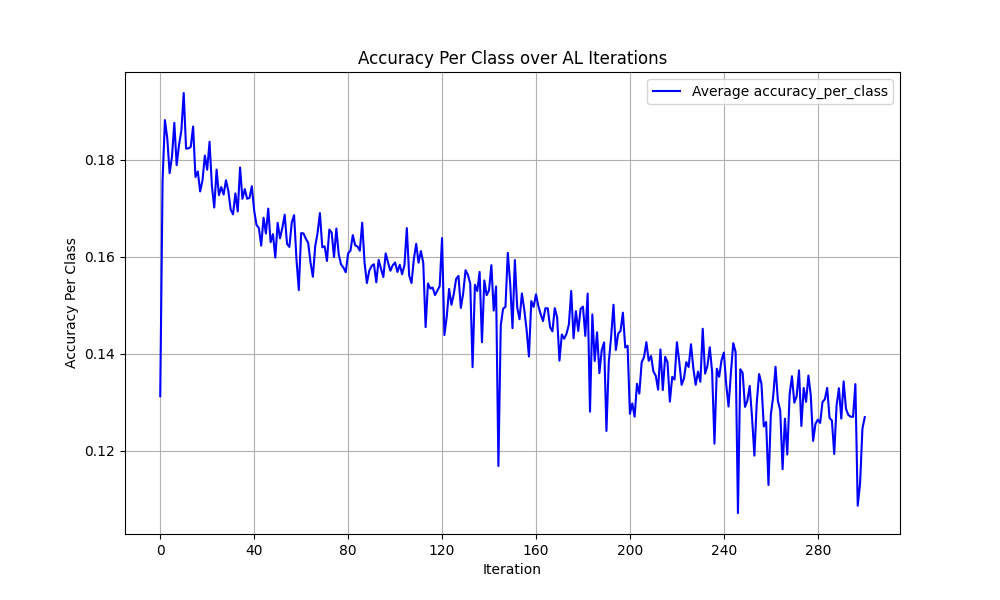 Accuracy Per Class over AL Iterations
Average accuracy_per_class
Accuracy Per Class
0.18
0.16
0.14
0.12
0 40 80 120 160 200 240 280
Iteration